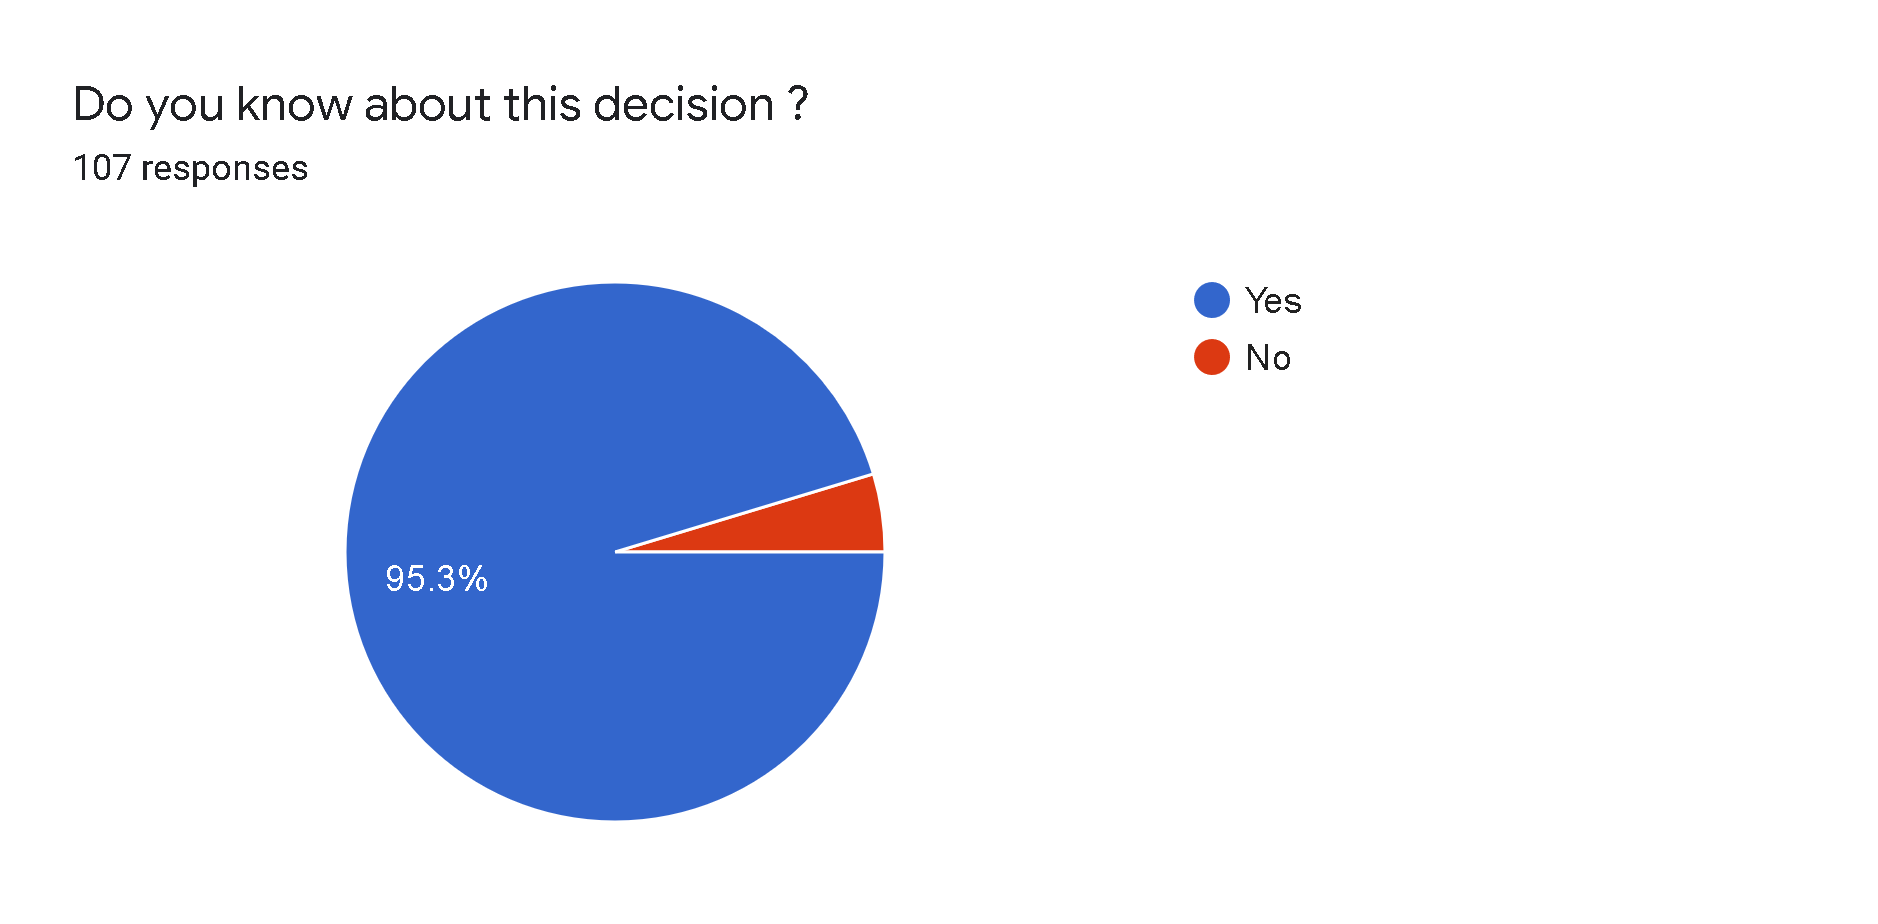 Do you know about this decision ?
107 responses
Yes
No
95.3%